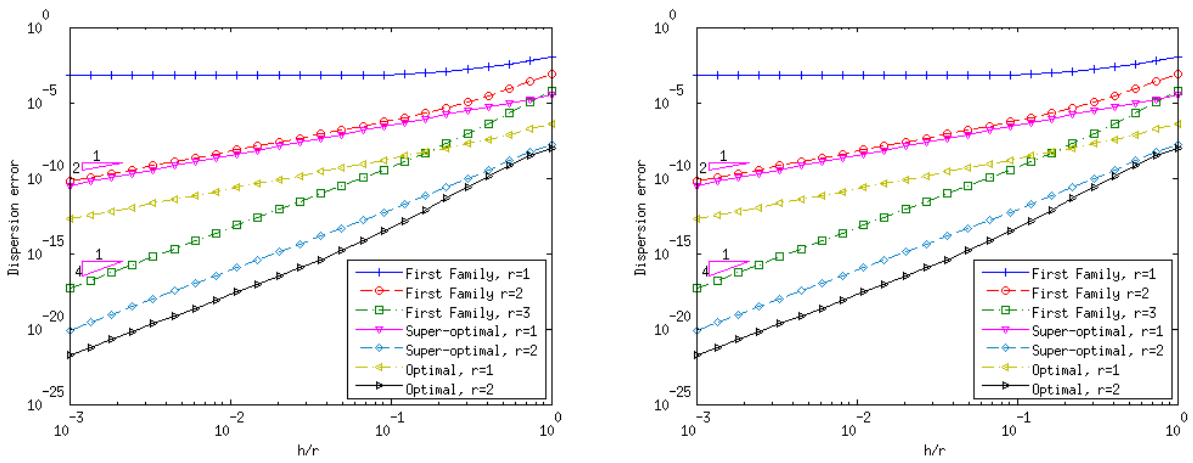 10^0
10^-5
10^-10
10^-15
10^-20
10^-25
Dispersion error
1
2
1
4
First Family, r=1
First Family r=2
First Family, r=3
Super-optimal, r=1
Super-optimal, r=2
Optimal, r=1
Optimal, r=2
10^-3
10^-2
10^-1
10^0
h/r
10^0
10^-5
10^-10
10^-15
10^-20
10^-25
Dispersion error
1
2
1
4
First Family, r=1
First Family r=2
First Family, r=3
Super-optimal, r=1
Super-optimal, r=2
Optimal, r=1
Optimal, r=2
10^-3
10^-2
10^-1
10^0
h/r